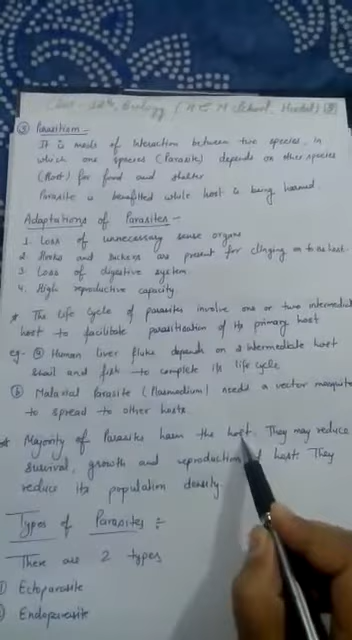 Class - 12th, Biology (H.E.M School,
③ Parasitism -
It is mode of interaction between two species, in
which one species (Parasite) depends on other species
(Host) for food and shelter
Parasite is benefitted while host is being harmed.
Adaptations of Parasites -
1. Loss of unnecessary sense organs
2. Hooks and suckers are present for clinging on to the host.
3. Loss of digestive system.
4. High reproductive capacity.
* The life cycle of parasites involve one or two intermediate
host to facilitate parasitisation of its primary host
eg- ⓐ Human liver fluke depends on 2 intermediate host
snail and fish to complete its life cycle
ⓑ Malarial Parasite (Plasmodium) needs a vector mosquito
to spread to other hosts.
* Majority of Parasites harm the host. They may reduce
survival, growth and reproduction host. They
reduce its population density.
Types of Parasites :-
There are 2 types
① Ectoparasite
Endoparasite